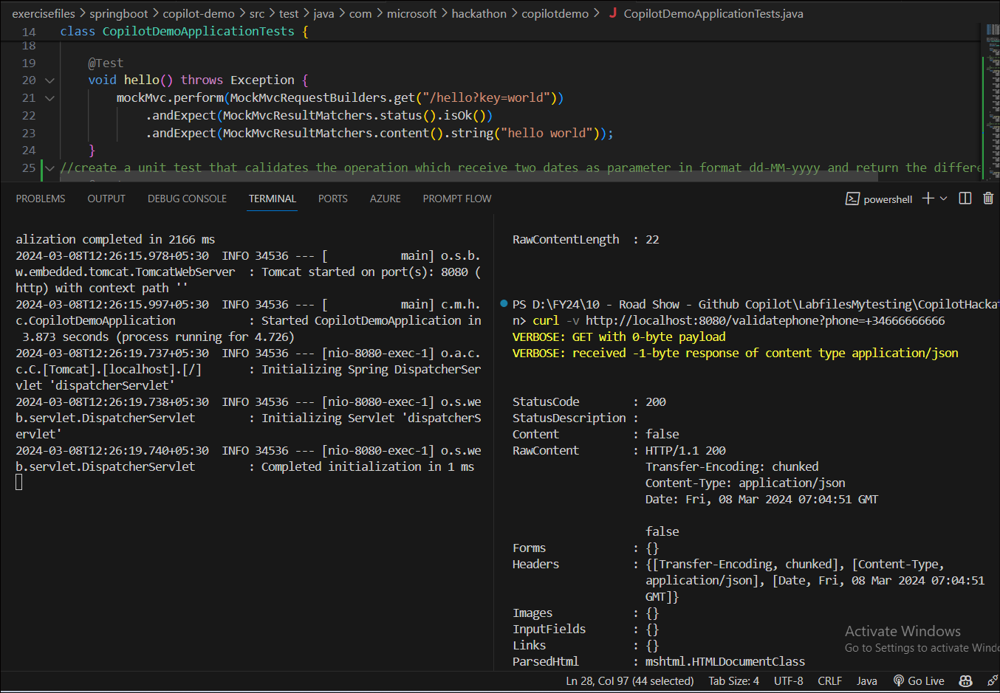 exercisefiles > springboot > copilot-demo > src > test > java > com > microsoft > hackathon > copilotdemo > J CopilotDemoApplicationTests.java
14 class CopilotDemoApplicationTests {
18
19 @Test
20 void hello() throws Exception {
21 mockMvc.perform(MockMvcRequestBuilders.get("/hello?key=world"))
22 .andExpect(MockMvcResultMatchers.status().isOk())
23 .andExpect(MockMvcResultMatchers.content().string("hello world"));
24 }
25 //create a unit test that calidates the operation which receive two dates as parameter in format dd-MM-yyyy and return the differe
PROBLEMS OUTPUT DEBUG CONSOLE TERMINAL PORTS AZURE PROMPT FLOW powershell
alization completed in 2166 ms
2024-03-08T12:26:15.978+05:30  INFO 34536 --- [           main] o.s.b.
w.embedded.tomcat.TomcatWebServer  : Tomcat started on port(s): 8080 (
http) with context path ''
2024-03-08T12:26:15.997+05:30  INFO 34536 --- [           main] c.m.h.
c.CopilotDemoApplication           : Started CopilotDemoApplication in
 3.873 seconds (process running for 4.726)
2024-03-08T12:26:19.737+05:30  INFO 34536 --- [nio-8080-exec-1] o.a.c.
c.C.[Tomcat].[localhost].[/]       : Initializing Spring DispatcherSer
vlet 'dispatcherServlet'
2024-03-08T12:26:19.738+05:30  INFO 34536 --- [nio-8080-exec-1] o.s.we
b.servlet.DispatcherServlet        : Initializing Servlet 'dispatcherS
ervlet'
2024-03-08T12:26:19.740+05:30  INFO 34536 --- [nio-8080-exec-1] o.s.we
b.servlet.DispatcherServlet        : Completed initialization in 1 ms
RawContentLength  : 22
PS D:\FY24\10 - Road Show - Github Copilot\LabfilesMytesting\CopilotHacka
n> curl -v http://localhost:8080/validatephone?phone=+34666666666
VERBOSE: GET with 0-byte payload
VERBOSE: received -1-byte response of content type application/json
StatusCode        : 200
StatusDescription :
Content           : false
RawContent        : HTTP/1.1 200
Transfer-Encoding: chunked
Content-Type: application/json
Date: Fri, 08 Mar 2024 07:04:51 GMT
false
Forms             : {}
Headers           : {[Transfer-Encoding, chunked], [Content-Type,
application/json], [Date, Fri, 08 Mar 2024 07:04:51
GMT]}
Images            : {}
InputFields       : {}
Links             : {}
ParsedHtml        : mshtml.HTMLDocumentClass
Activate Windows
Go to Settings to activate Wind
Ln 28, Col 97 (44 selected) Tab Size: 4 UTF-8 CRLF Java Go Live